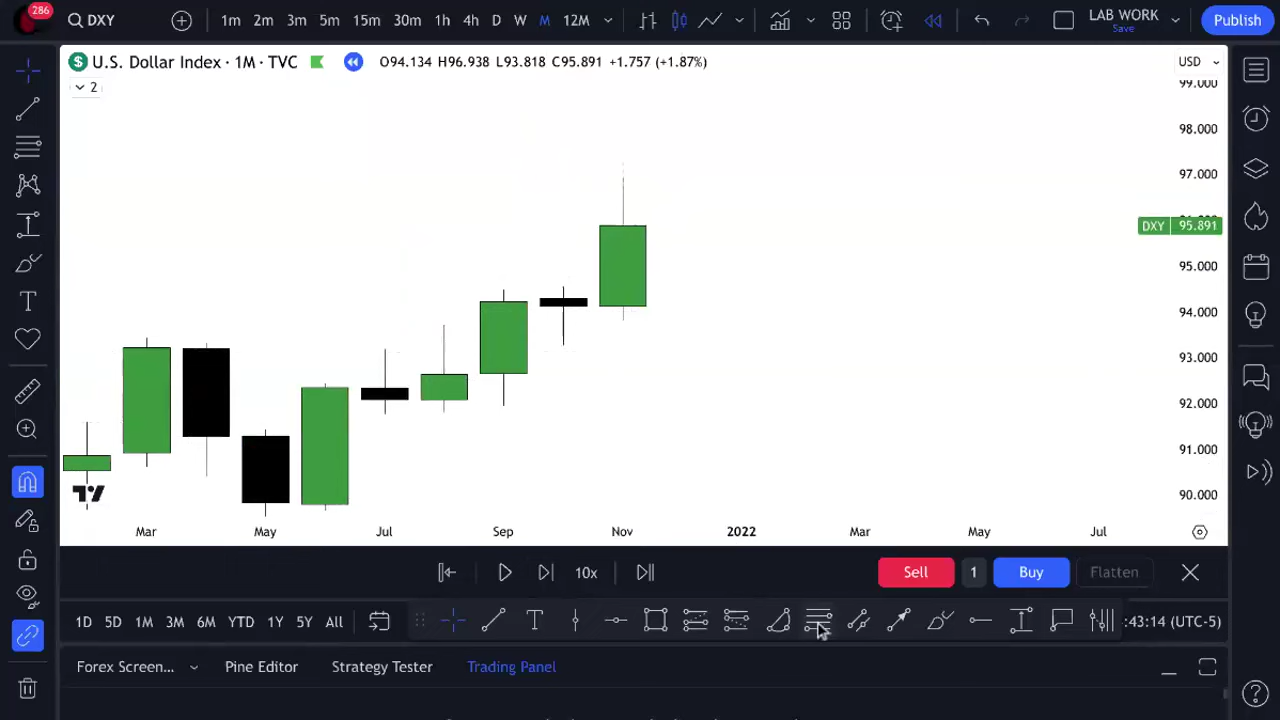 286
DXY
1m 2m 3m 5m 15m 30m 1h 4h D W M 12M
LAB WORK
Save
Publish
U.S. Dollar Index · 1M · TVC
O94.134 H96.938 L93.818 C95.891 +1.757 (+1.87%)
USD
2
99.000
98.000
97.000
DXY 95.891
95.000
94.000
93.000
92.000
91.000
90.000
Mar May Jul Sep Nov 2022 Mar May Jul
10x
Sell 1 Buy Flatten
1D 5D 1M 3M 6M YTD 1Y 5Y All
T
:43:14 (UTC-5)
Forex Screen... Pine Editor Strategy Tester Trading Panel